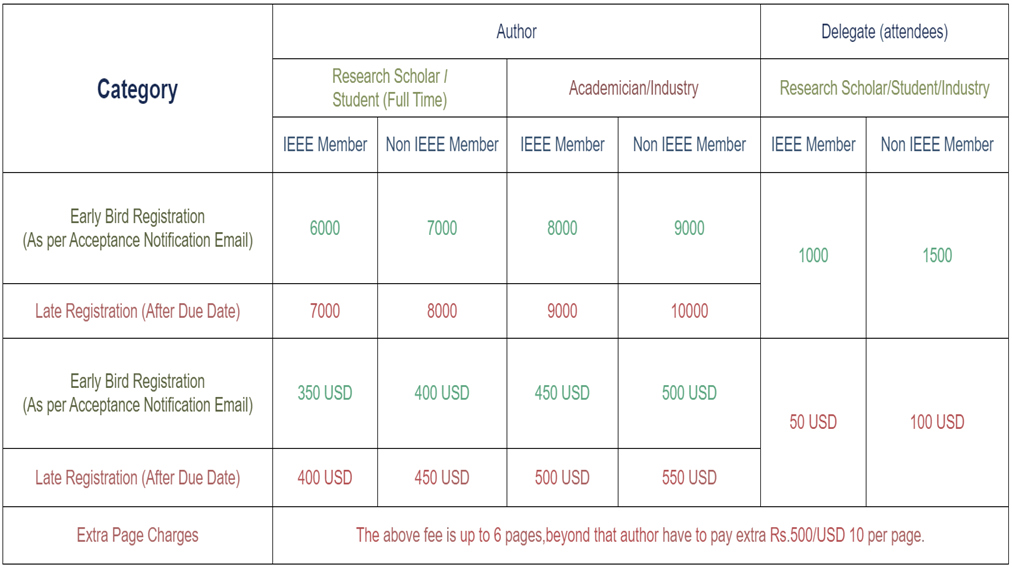 Category
Author
Delegate (attendees)
Research Scholar /
Student (Full Time)
Academician/Industry
Research Scholar/Student/Industry
IEEE Member
Non IEEE Member
IEEE Member
Non IEEE Member
IEEE Member
Non IEEE Member
Early Bird Registration
(As per Acceptance Notification Email)
6000
7000
8000
9000
1000
1500
Late Registration (After Due Date)
7000
8000
9000
10000
Early Bird Registration
(As per Acceptance Notification Email)
350 USD
400 USD
450 USD
500 USD
50 USD
100 USD
Late Registration (After Due Date)
400 USD
450 USD
500 USD
550 USD
Extra Page Charges
The above fee is up to 6 pages,beyond that author have to pay extra Rs.500/USD 10 per page.